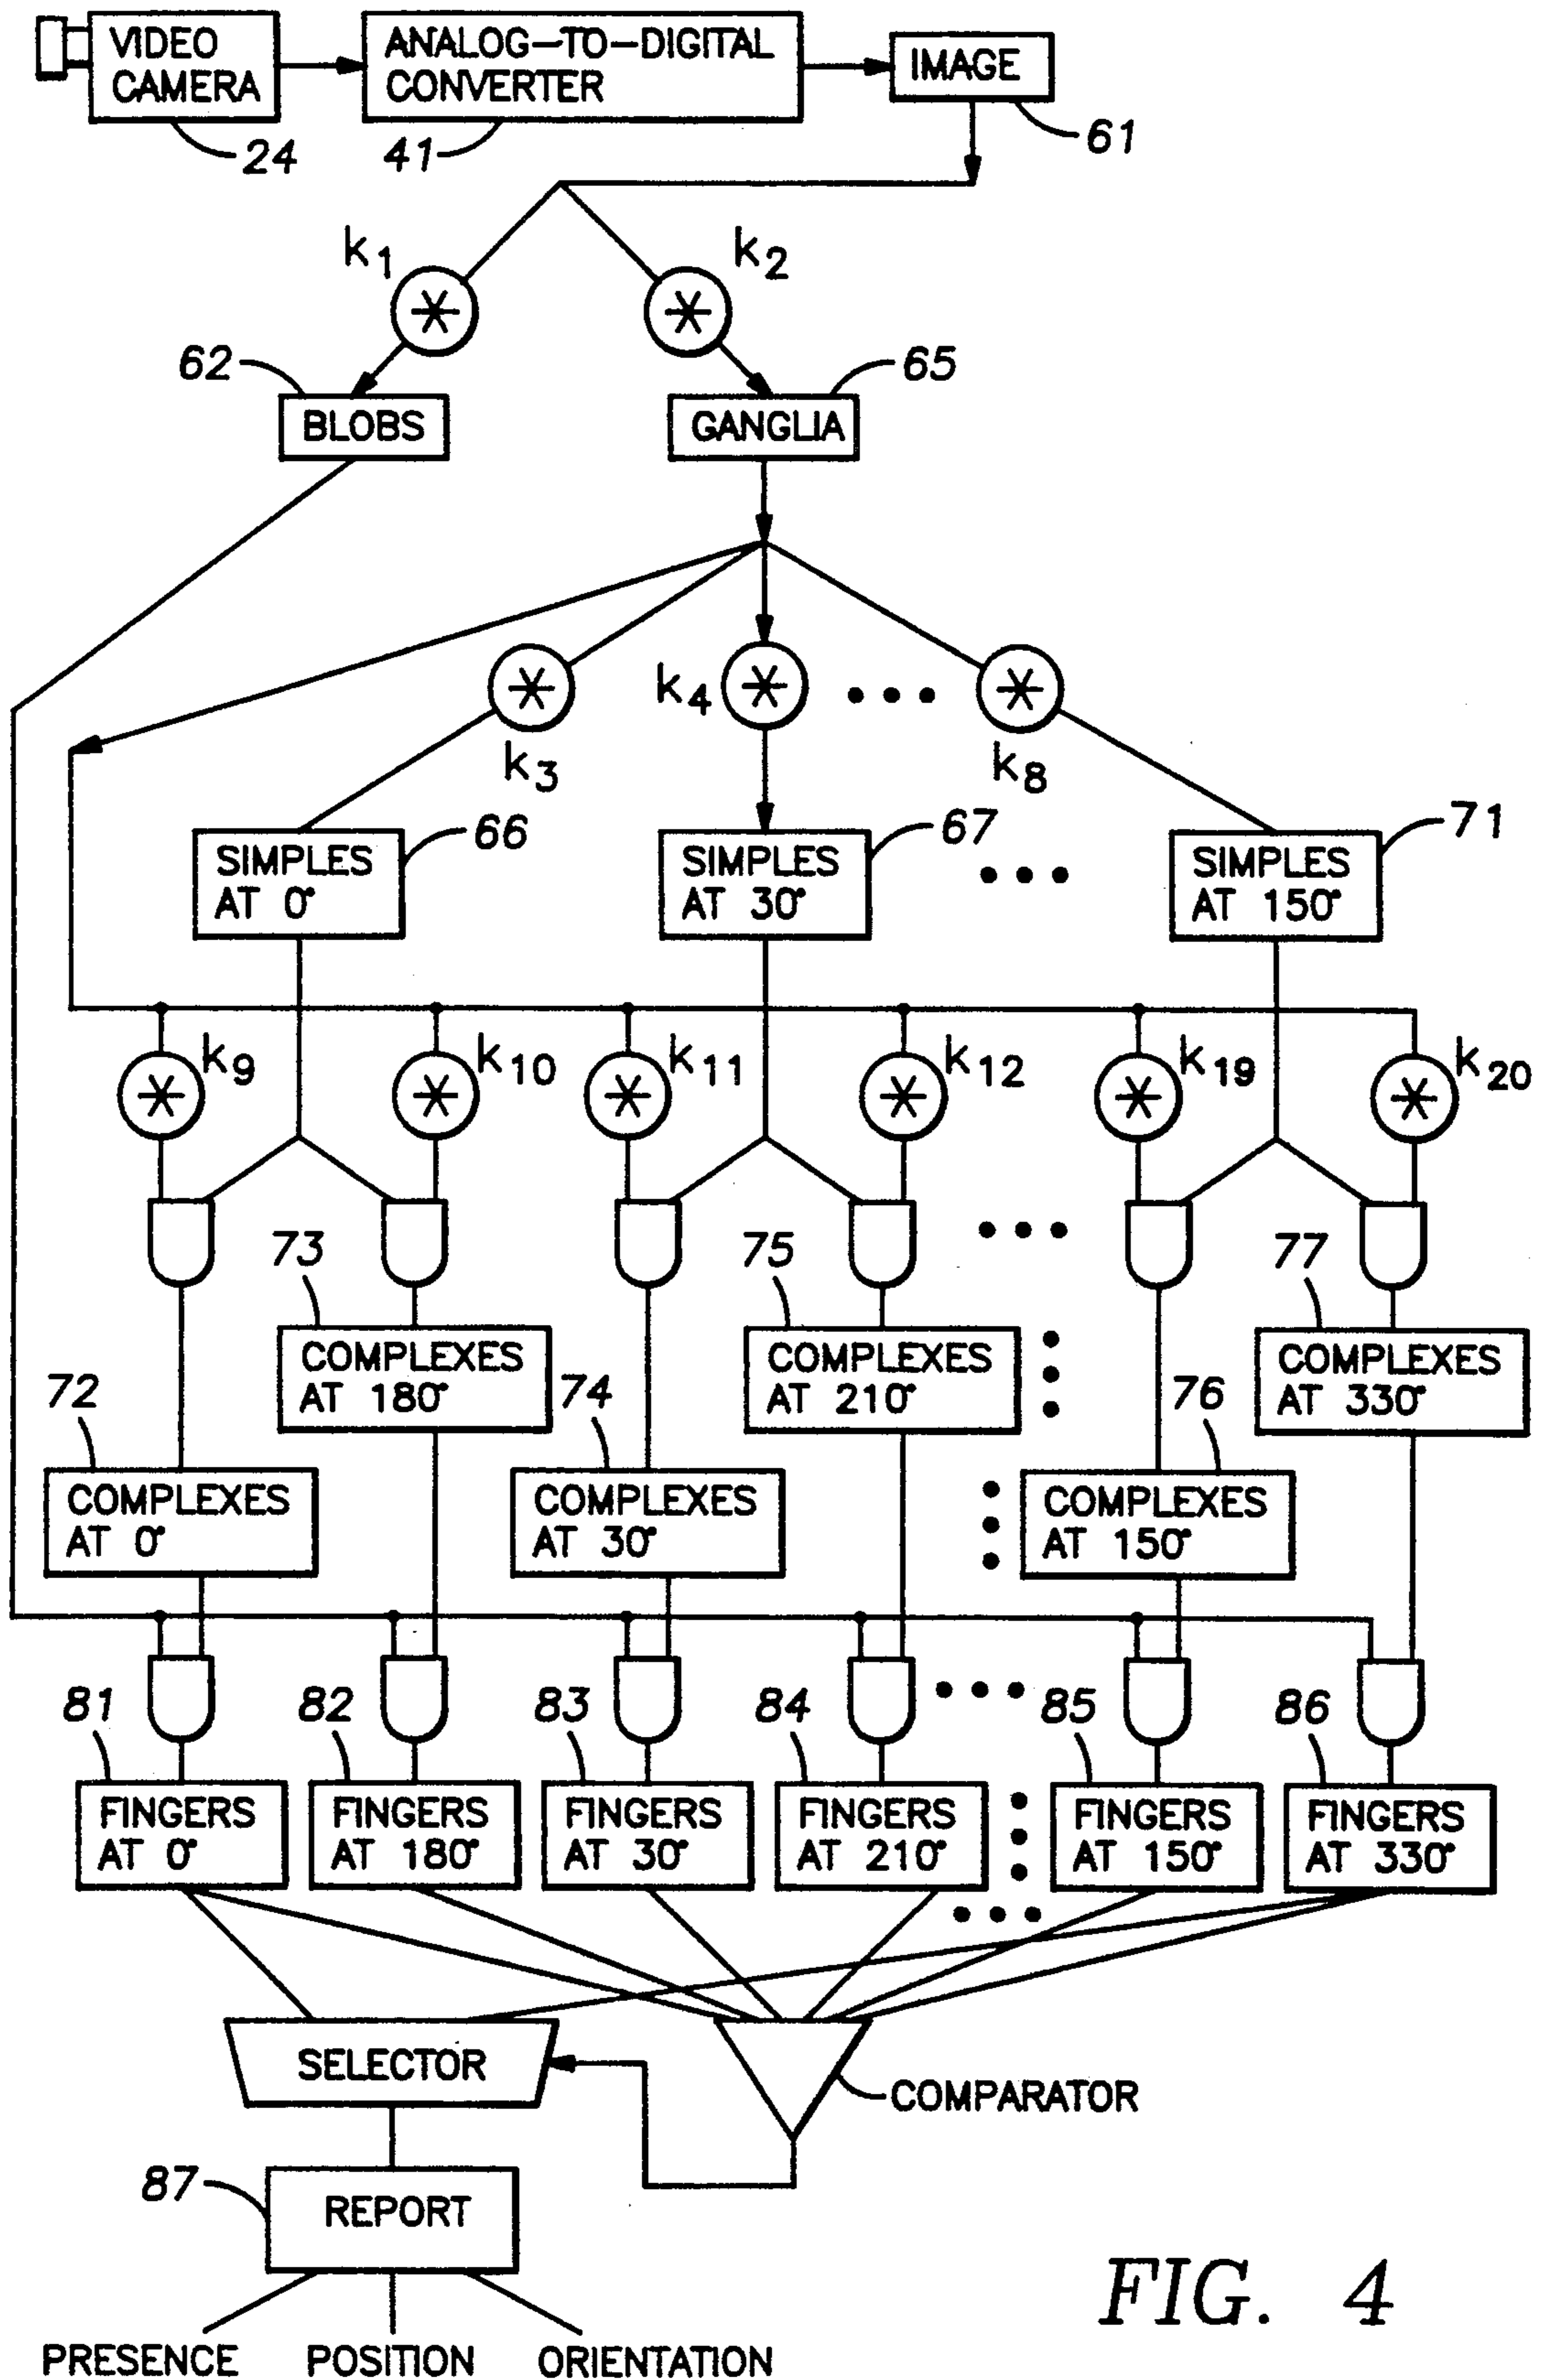 VIDEO
CAMERA
ANALOG-TO-DIGITAL
CONVERTER
IMAGE
24
41
61
k1
k2
62
65
BLOBS
GANGLIA
k4
k3
k8
66
67
71
SIMPLES
AT 0°
SIMPLES
AT 30°
SIMPLES
AT 150°
k9
k10
k11
k12
k19
k20
73
75
77
COMPLEXES
AT 180°
COMPLEXES
AT 210°
COMPLEXES
AT 330°
72
74
76
COMPLEXES
AT 0°
COMPLEXES
AT 30°
COMPLEXES
AT 150°
81
82
83
84
85
86
FINGERS
AT 0°
FINGERS
AT 180°
FINGERS
AT 30°
FINGERS
AT 210°
FINGERS
AT 150°
FINGERS
AT 330°
SELECTOR
COMPARATOR
87
REPORT
PRESENCE
POSITION
ORIENTATION
FIG. 4